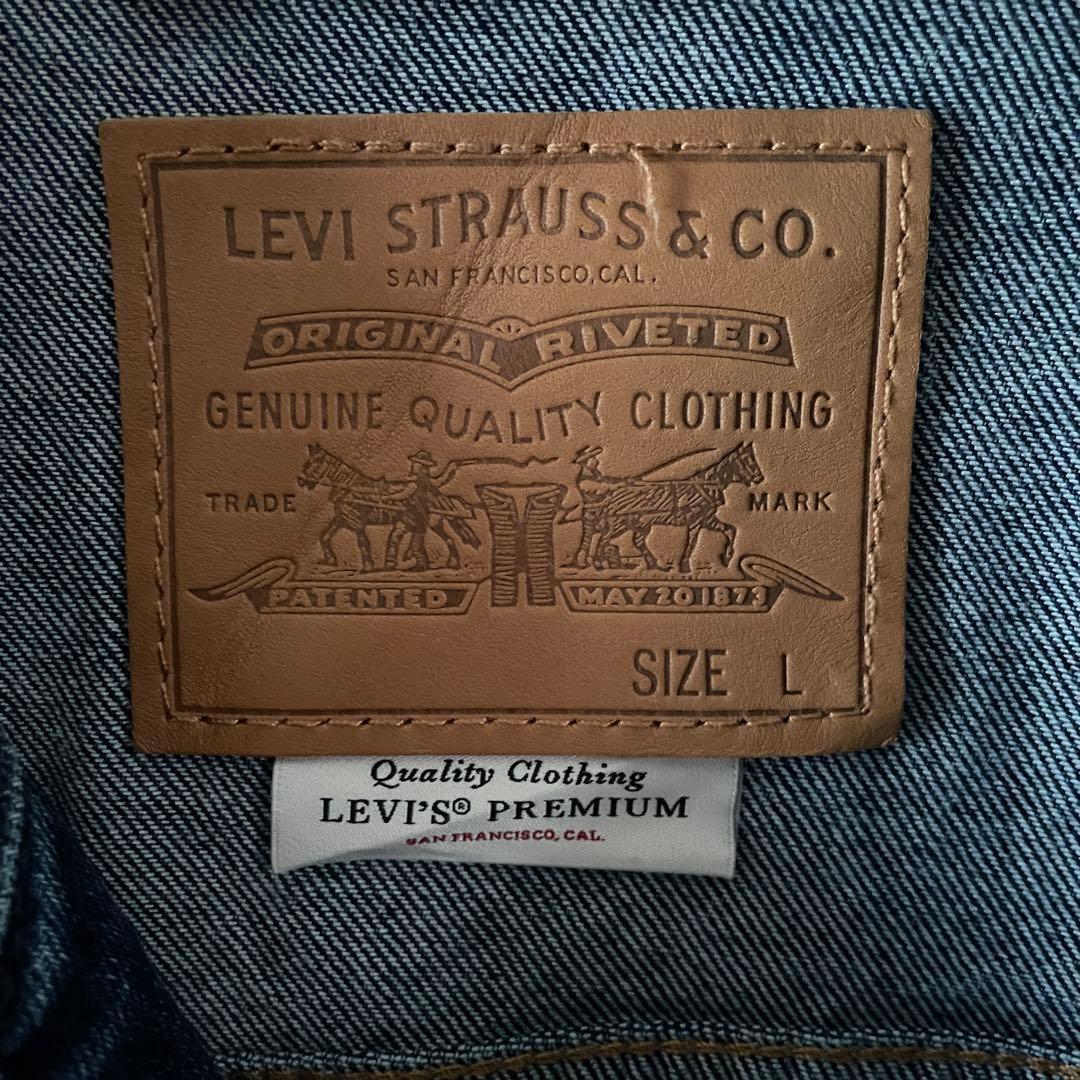 LEVI STRAUSS & CO.
SAN FRANCISCO, CAL.
ORIGINAL RIVETED
GENUINE QUALITY CLOTHING
TRADE MARK
PATENTED MAY 20 1873
SIZE L
Quality Clothing
LEVI'S® PREMIUM
SAN FRANCISCO, CAL.